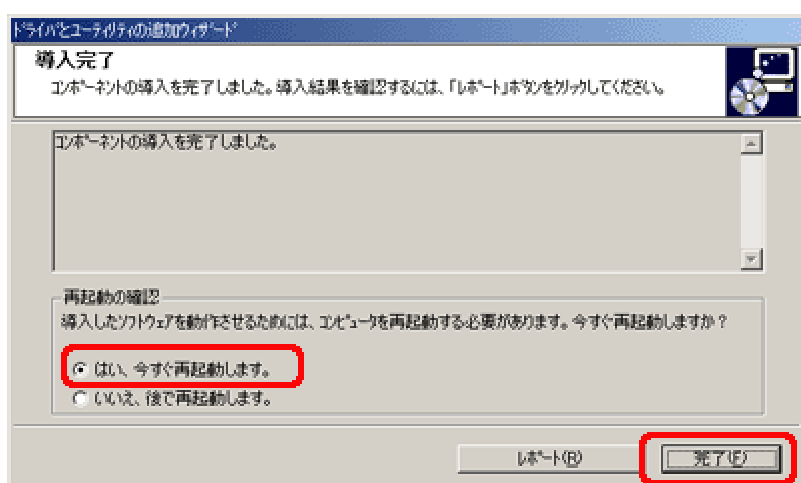 ドライバとユーティリティの追加ウィザード
導入完了
コンポーネントの導入を完了しました。導入結果を確認するには、「レポート」ボタンをクリックしてください。
コンポーネントの導入を完了しました。
再起動の確認
導入したソフトウェアを動作させるためには、コンピュータを再起動する必要があります。今すぐ再起動しますか？
はい、今すぐ再起動します。
いいえ、後で再起動します。
レポート(R)
完了(F)